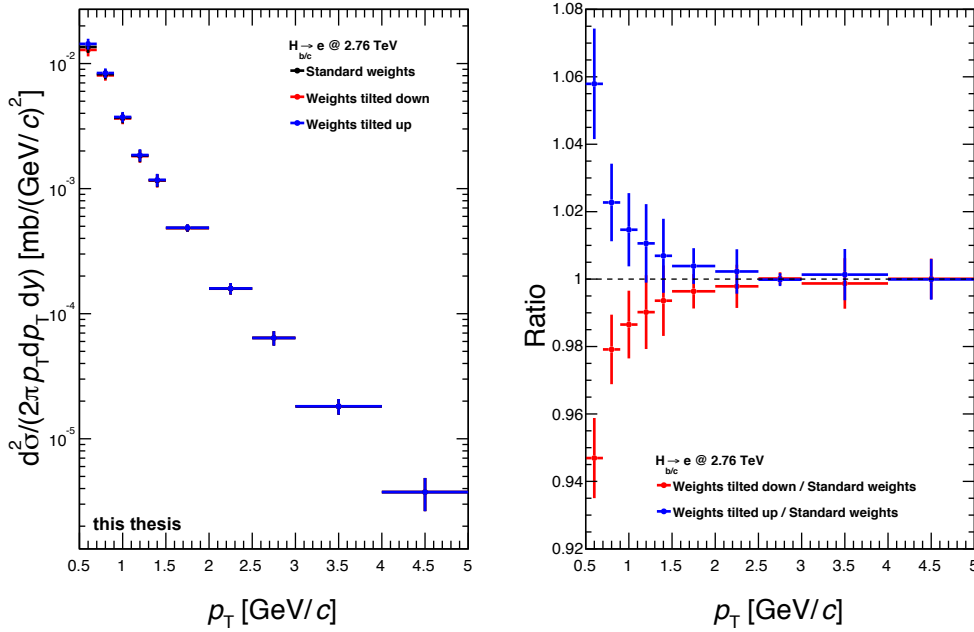 H→e @ 2.76 TeV
b/c
Standard weights
Weights tilted down
Weights tilted up
10⁻²
10⁻³
10⁻⁴
10⁻⁵
d²σ/(2πp_T dp_T dy) [mb/(GeV/c)²]
this thesis
0.5 1 1.5 2 2.5 3 3.5 4 4.5 5
p_T [GeV/c]
1.08
1.06
1.04
1.02
1
0.98
0.96
0.94
0.92
Ratio
H→e @ 2.76 TeV
b/c
Weights tilted down / Standard weights
Weights tilted up / Standard weights
0.5 1 1.5 2 2.5 3 3.5 4 4.5 5
p_T [GeV/c]